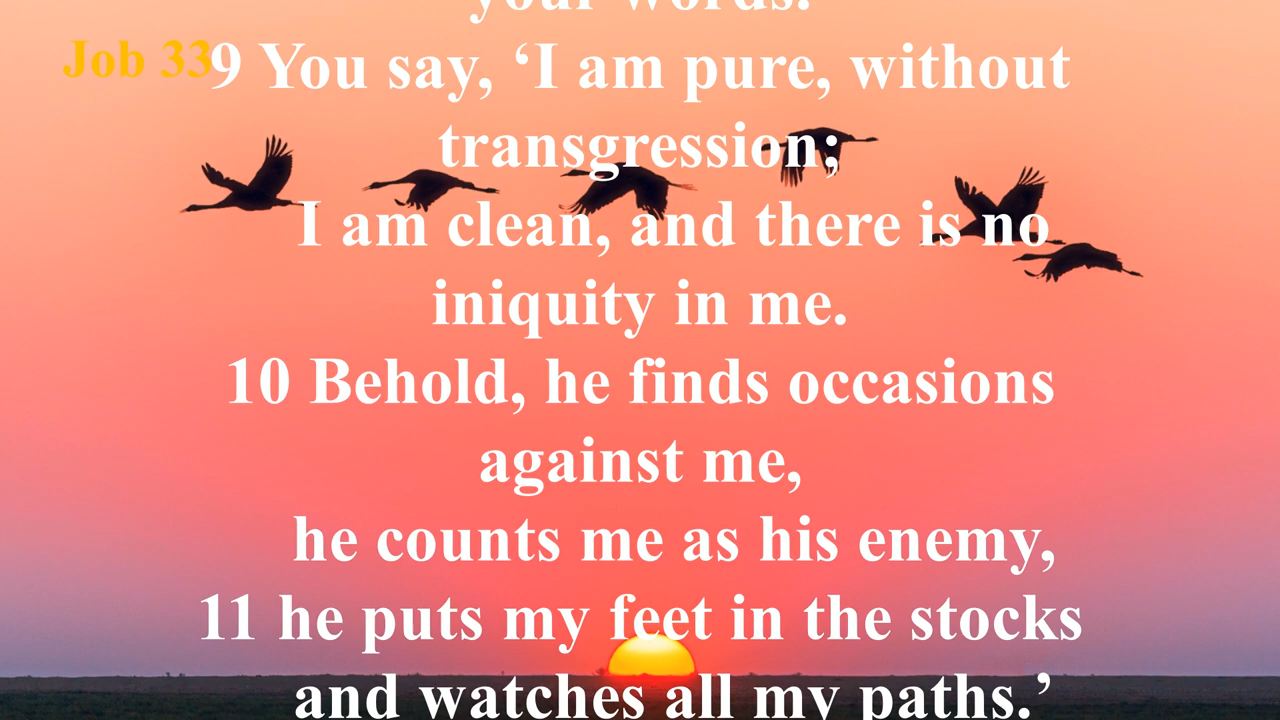 your words.
Job 33
9 You say, ‘I am pure, without
transgression;
I am clean, and there is no
iniquity in me.
10 Behold, he finds occasions
against me,
he counts me as his enemy,
11 he puts my feet in the stocks
and watches all my paths.’